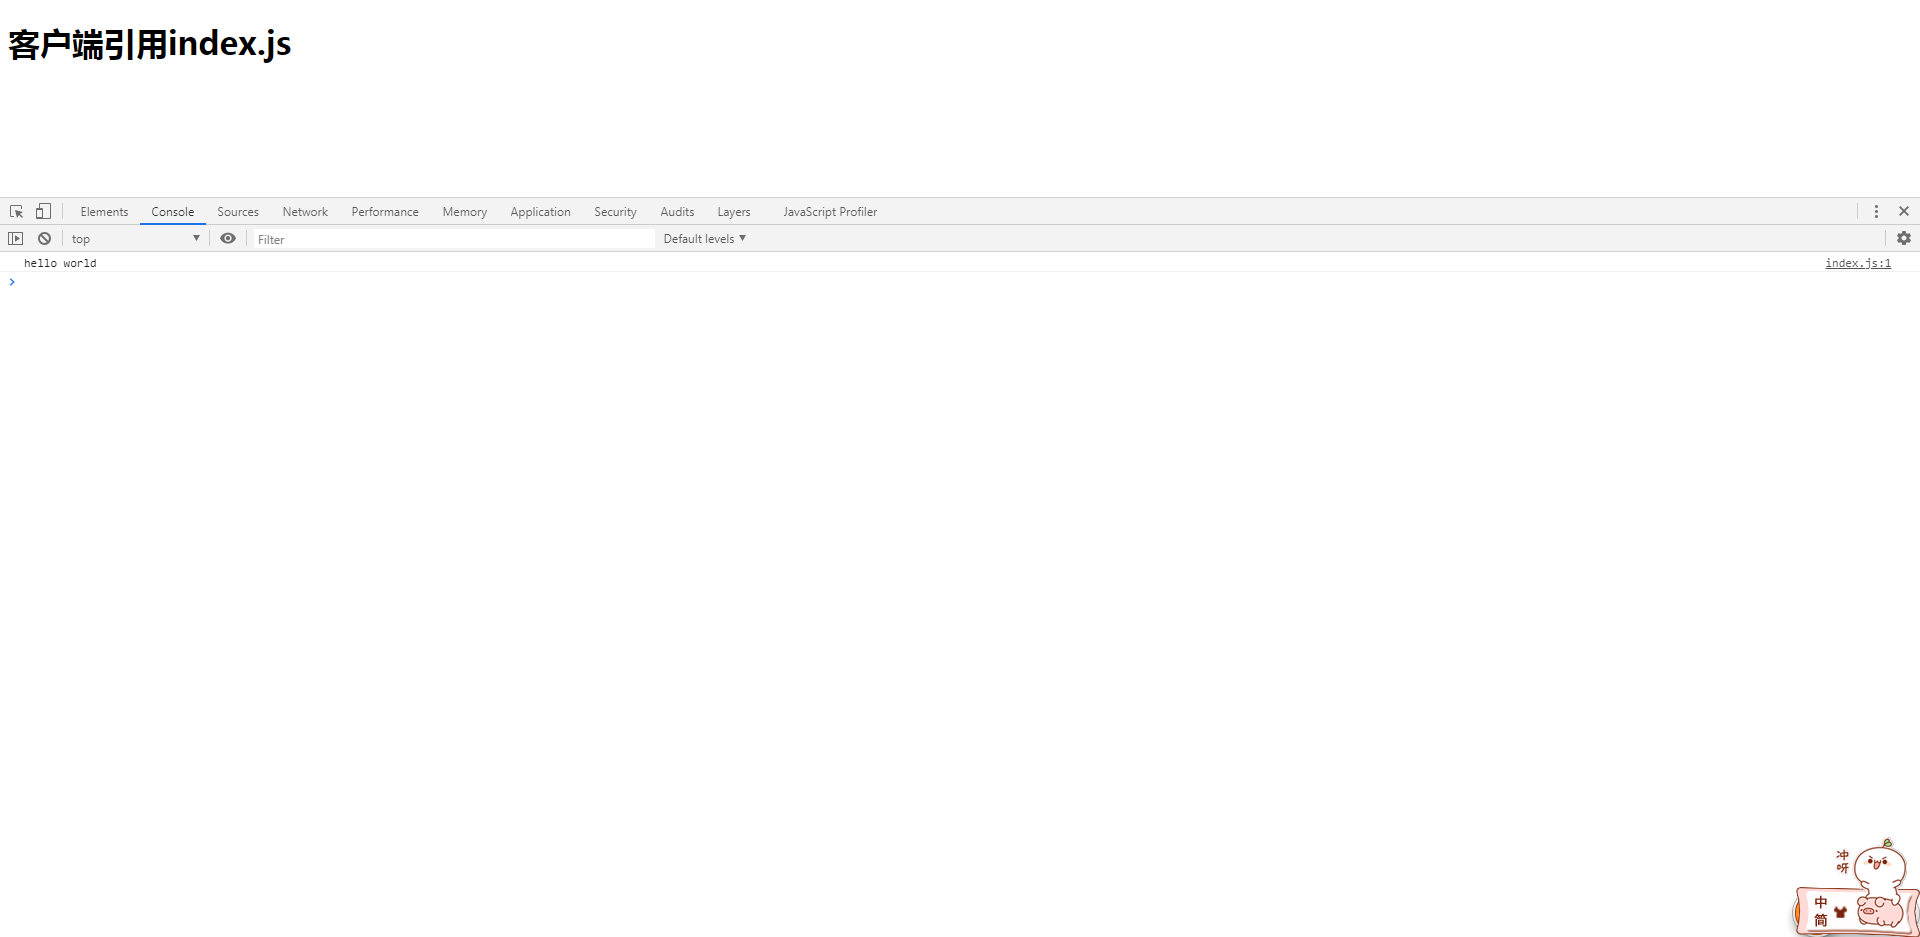 客户端引用index.js
Elements Console Sources Network Performance Memory Application Security Audits Layers JavaScript Profiler
top Filter Default levels
hello world index.js:1
冲呀
中
简